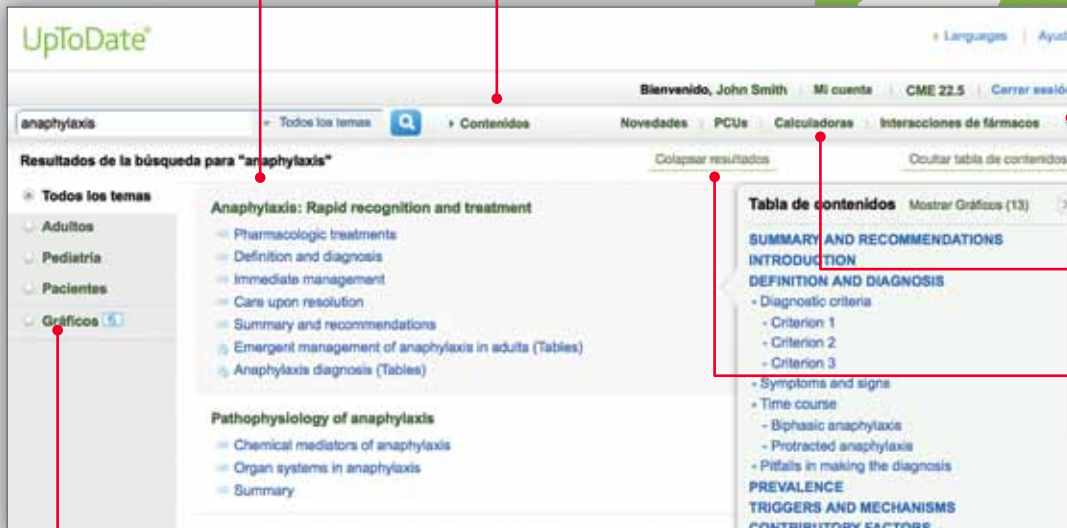 UpToDate®
Languages | Ayud
Bienvenido, John Smith | Mi cuenta | CME 22.5 | Cerrar sesió
anaphylaxis Todos los temas Contenidos Novedades | PCUs | Calculadoras | Interacciones de fármacos
Resultados de la búsqueda para "anaphylaxis" Colapsar resultados Ocultar tabla de contenidos
Todos los temas
Adultos
Pediatría
Pacientes
Gráficos 5
Anaphylaxis: Rapid recognition and treatment
Pharmacologic treatments
Definition and diagnosis
Immediate management
Care upon resolution
Summary and recommendations
Emergent management of anaphylaxis in adults (Tables)
Anaphylaxis diagnosis (Tables)
Pathophysiology of anaphylaxis
Chemical mediators of anaphylaxis
Organ systems in anaphylaxis
Summary
Tabla de contenidos Mostrar Gráficos (13)
SUMMARY AND RECOMMENDATIONS
INTRODUCTION
DEFINITION AND DIAGNOSIS
- Diagnostic criteria
- Criterion 1
- Criterion 2
- Criterion 3
- Symptoms and signs
- Time course
- Biphasic anaphylaxis
- Protracted anaphylaxis
- Pitfalls in making the diagnosis
PREVALENCE
TRIGGERS AND MECHANISMS
CONTRIBUTORY FACTORS